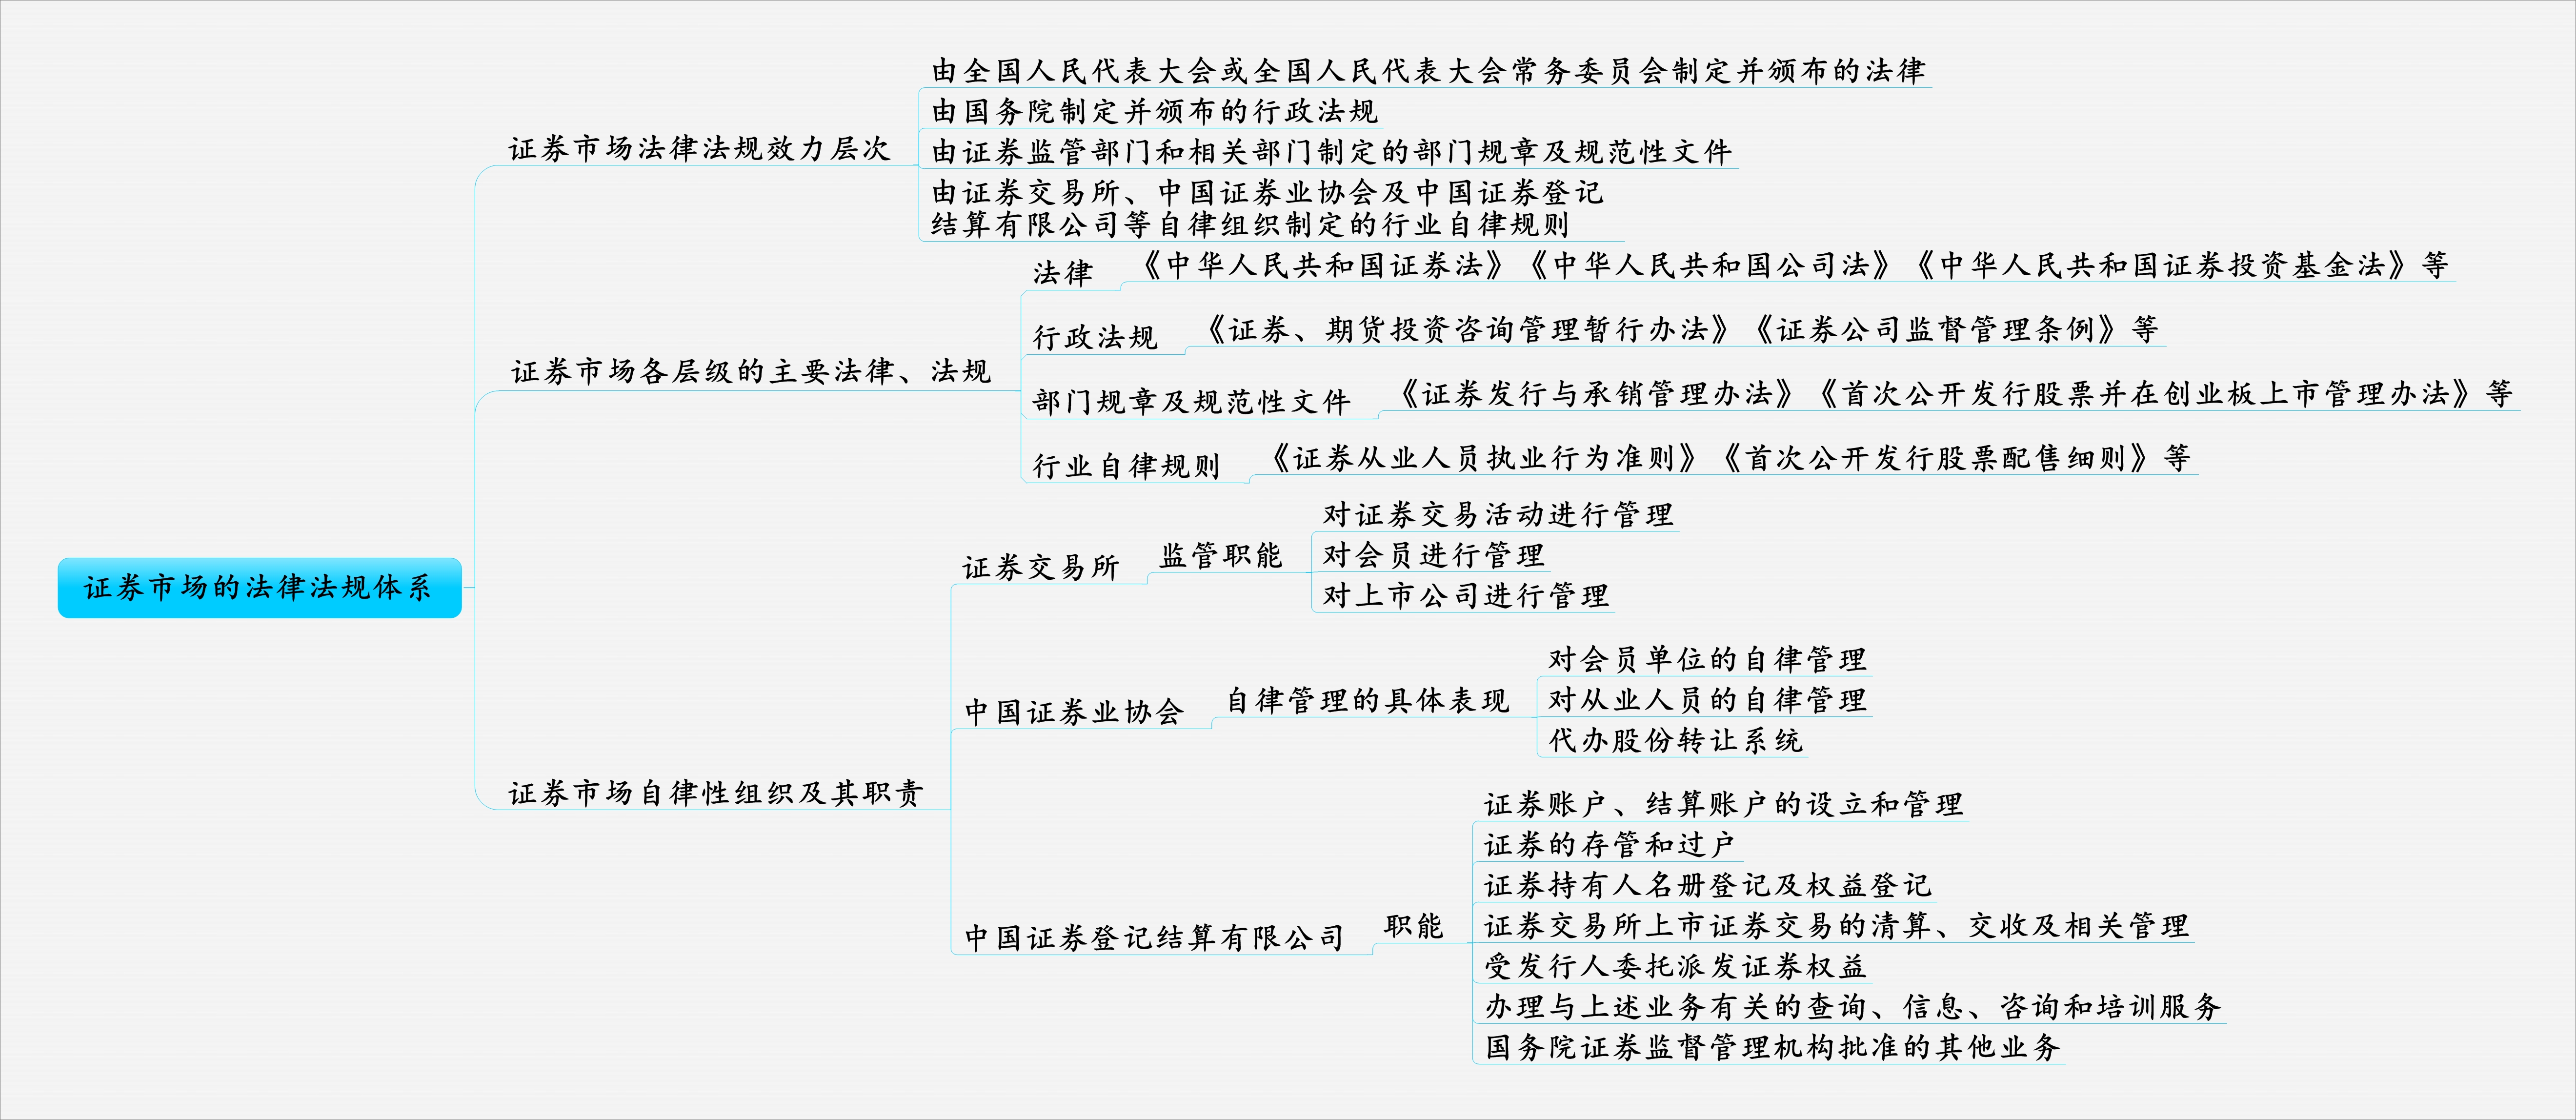 证券市场的法律法规体系
证券市场法律法规效力层次
由全国人民代表大会或全国人民代表大会常务委员会制定并颁布的法律
由国务院制定并颁布的行政法规
由证券监管部门和相关部门制定的部门规章及规范性文件
由证券交易所、中国证券业协会及中国证券登记
结算有限公司等自律组织制定的行业自律规则
证券市场各层级的主要法律、法规
法律
《中华人民共和国证券法》《中华人民共和国公司法》《中华人民共和国证券投资基金法》等
行政法规
《证券、期货投资咨询管理暂行办法》《证券公司监督管理条例》等
部门规章及规范性文件
《证券发行与承销管理办法》《首次公开发行股票并在创业板上市管理办法》等
行业自律规则
《证券从业人员执业行为准则》《首次公开发行股票配售细则》等
证券市场自律性组织及其职责
证券交易所
监管职能
对证券交易活动进行管理
对会员进行管理
对上市公司进行管理
中国证券业协会
自律管理的具体表现
对会员单位的自律管理
对从业人员的自律管理
代办股份转让系统
中国证券登记结算有限公司
职能
证券账户、结算账户的设立和管理
证券的存管和过户
证券持有人名册登记及权益登记
证券交易所上市证券交易的清算、交收及相关管理
受发行人委托派发证券权益
办理与上述业务有关的查询、信息、咨询和培训服务
国务院证券监督管理机构批准的其他业务